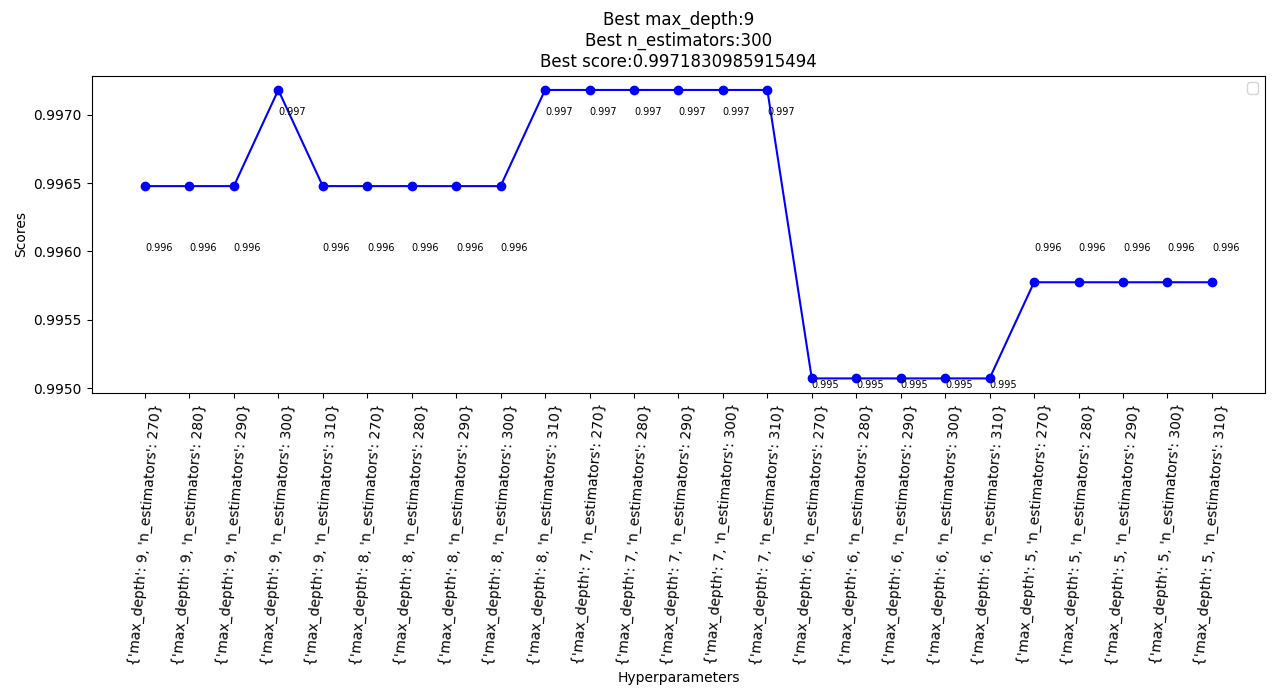 Best max_depth:9
Best n_estimators:300
Best score:0.9971830985915494
Scores
0.9970
0.9965
0.9960
0.9955
0.9950
0.996
0.996
0.996
0.997
0.996
0.996
0.996
0.996
0.996
0.997
0.997
0.997
0.997
0.997
0.997
0.995
0.995
0.995
0.995
0.995
0.996
0.996
0.996
0.996
0.996
{'max_depth': 9, 'n_estimators': 270}
{'max_depth': 9, 'n_estimators': 280}
{'max_depth': 9, 'n_estimators': 290}
{'max_depth': 9, 'n_estimators': 300}
{'max_depth': 9, 'n_estimators': 310}
{'max_depth': 8, 'n_estimators': 270}
{'max_depth': 8, 'n_estimators': 280}
{'max_depth': 8, 'n_estimators': 290}
{'max_depth': 8, 'n_estimators': 300}
{'max_depth': 8, 'n_estimators': 310}
{'max_depth': 7, 'n_estimators': 270}
{'max_depth': 7, 'n_estimators': 280}
{'max_depth': 7, 'n_estimators': 290}
{'max_depth': 7, 'n_estimators': 300}
{'max_depth': 7, 'n_estimators': 310}
{'max_depth': 6, 'n_estimators': 270}
{'max_depth': 6, 'n_estimators': 280}
{'max_depth': 6, 'n_estimators': 290}
{'max_depth': 6, 'n_estimators': 300}
{'max_depth': 6, 'n_estimators': 310}
{'max_depth': 5, 'n_estimators': 270}
{'max_depth': 5, 'n_estimators': 280}
{'max_depth': 5, 'n_estimators': 290}
{'max_depth': 5, 'n_estimators': 300}
{'max_depth': 5, 'n_estimators': 310}
Hyperparameters